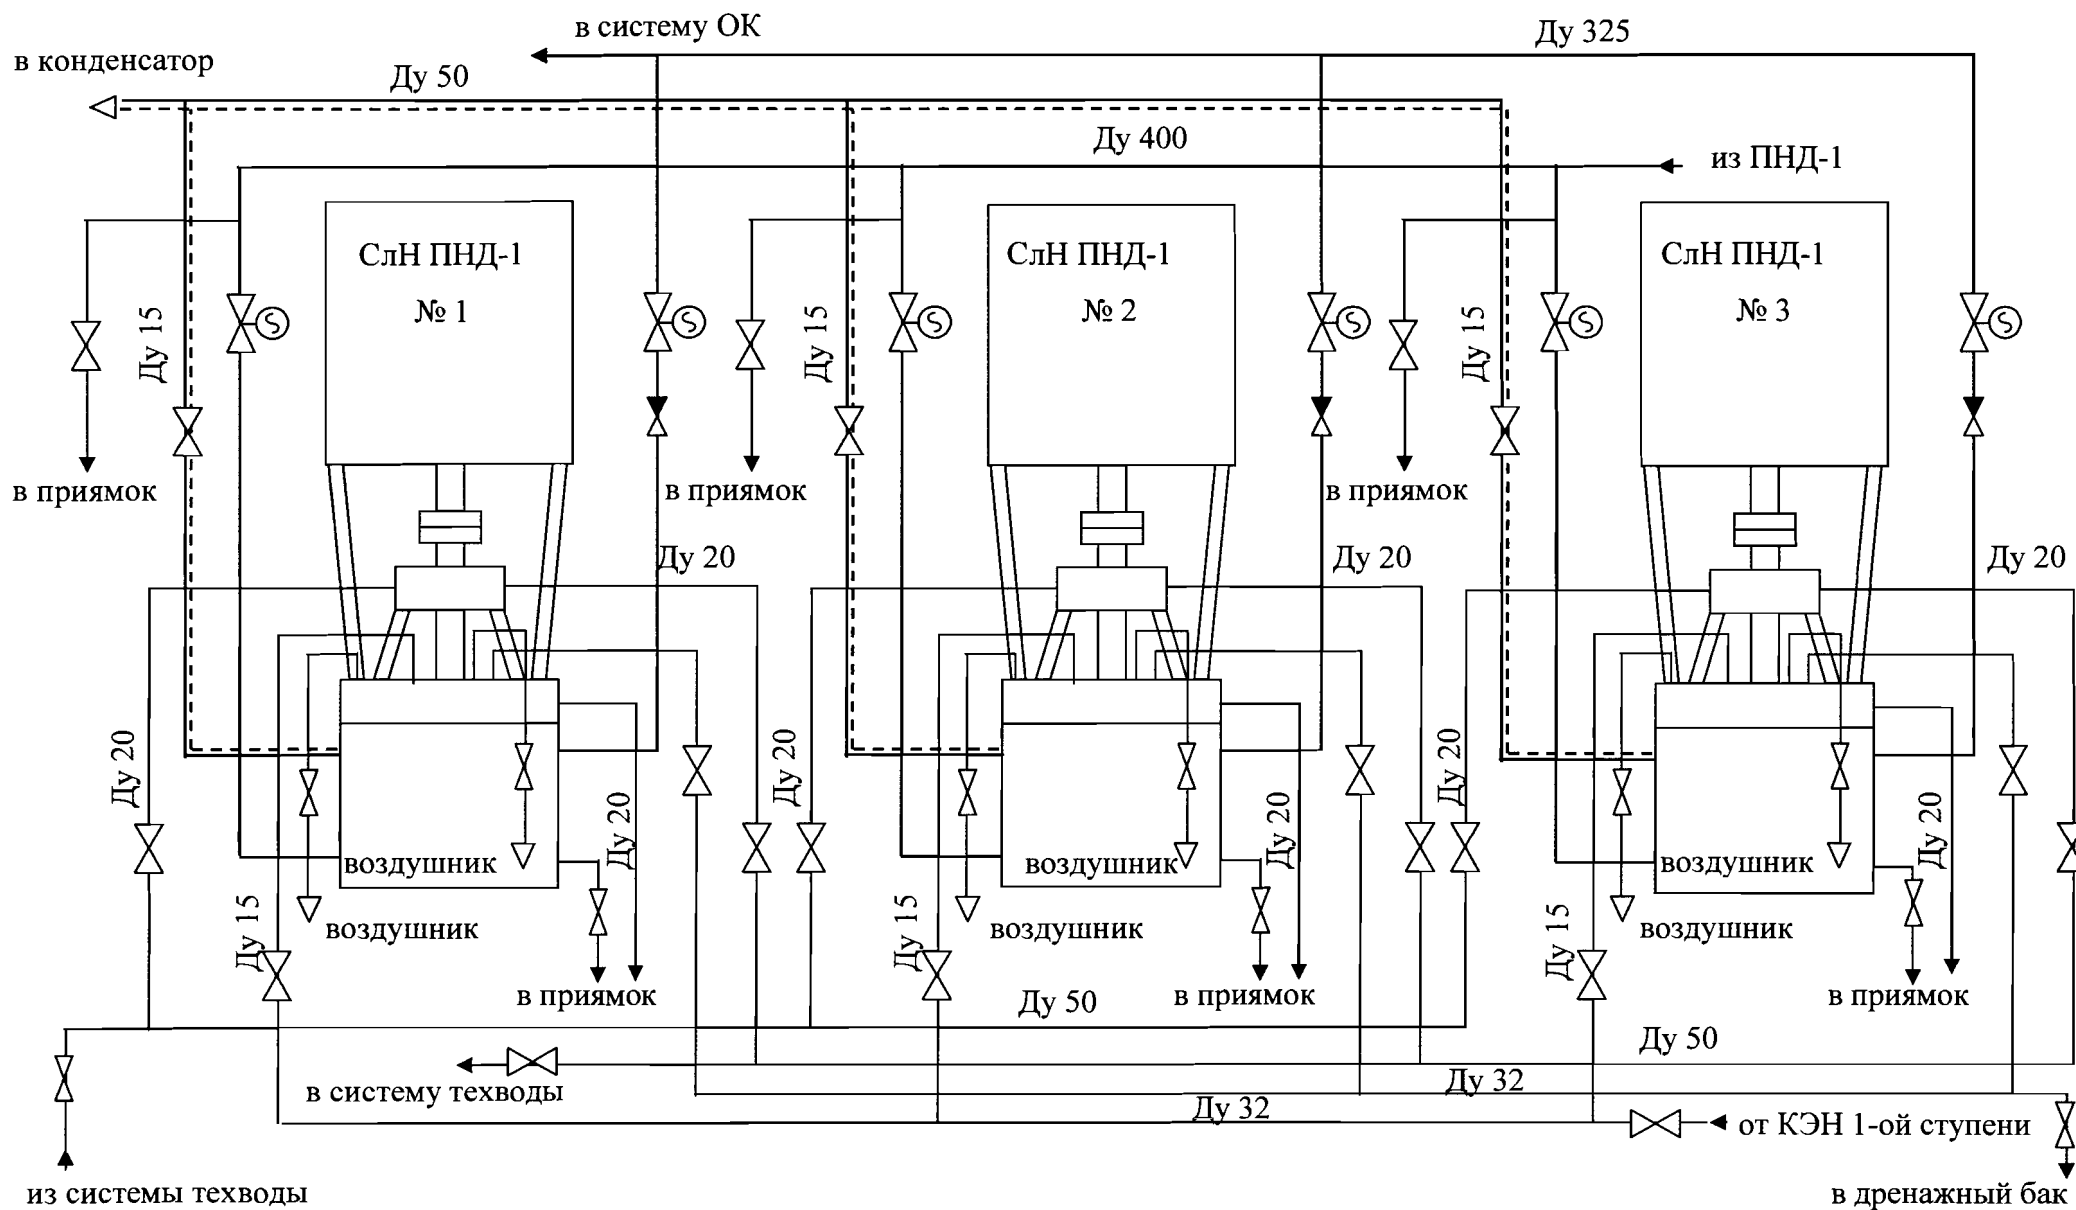 в систему ОК
Ду 325
в конденсатор
Ду 50
Ду 400
из ПНД-1
СлН ПНД-1
№ 1
СлН ПНД-1
№ 2
СлН ПНД-1
№ 3
Ду 15
Ду 15
Ду 15
в приямок
в приямок
в приямок
Ду 20
Ду 20
Ду 20
Ду 20
Ду 20
Ду 20
Ду 20
Ду 20
Ду 20
воздушник
воздушник
воздушник
Ду 15
Ду 15
Ду 15
воздушник
воздушник
воздушник
в приямок
в приямок
в приямок
Ду 50
Ду 50
в систему техводы
Ду 32
Ду 32
от КЭН 1-ой ступени
из системы техводы
в дренажный бак